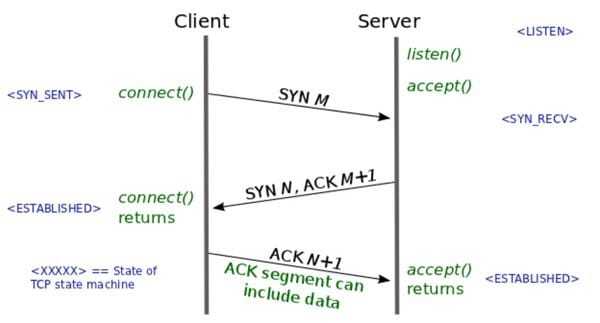 Client
Server
<LISTEN>
listen()
<SYN_SENT>
connect()
SYN M
accept()
<SYN_RECV)
SYN N, ACK M+1
<ESTABLISHED>
connect()
returns
ACK N+1
ACK segment can
include data
<XXXXX> == State of
TCP state machine
accept()
returns
<ESTABLISHED>